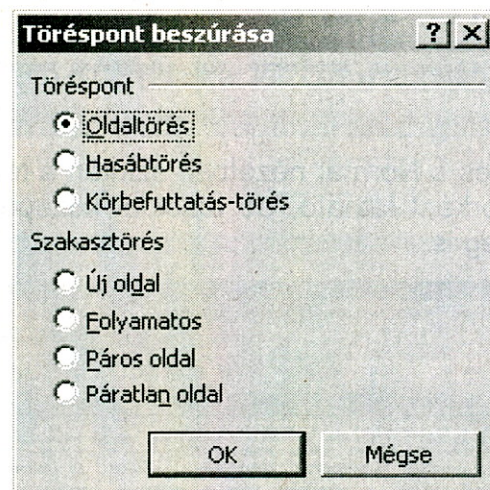 Töréspont beszúrása
Töréspont
Oldaltörés
Hasábtörés
Körbefuttatás-törés
Szakasztörés
Új oldal
Folyamatos
Páros oldal
Páratlan oldal
OK Mégse